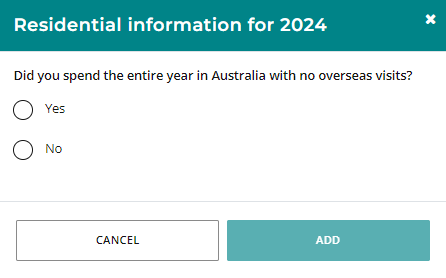 Residential information for 2024
Did you spend the entire year in Australia with no overseas visits?
Yes
No
CANCEL
ADD